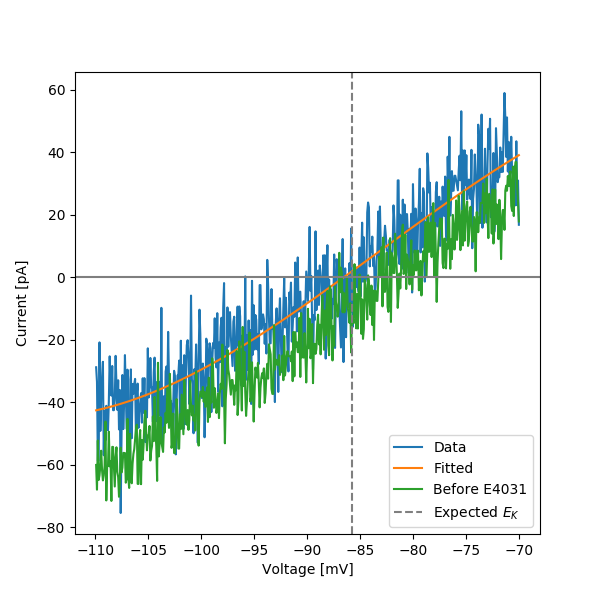 60
40
20
0
−20
−40
−60
−80
Current [pA]
Data
Fitted
Before E4031
Expected E_K
−110 −105 −100 −95 −90 −85 −80 −75 −70
Voltage [mV]